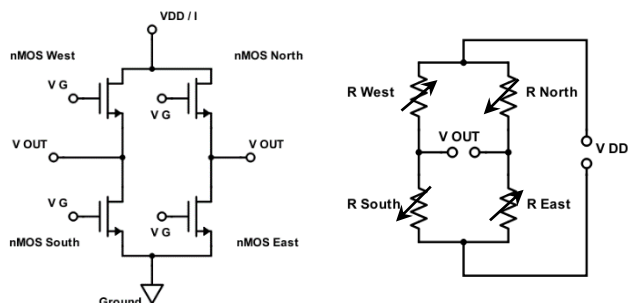 VDD / I
nMOS West
nMOS North
V G
V G
V OUT
V OUT
V G
V G
nMOS South
nMOS East
Ground
R West
R North
V OUT
V DD
R South
R East